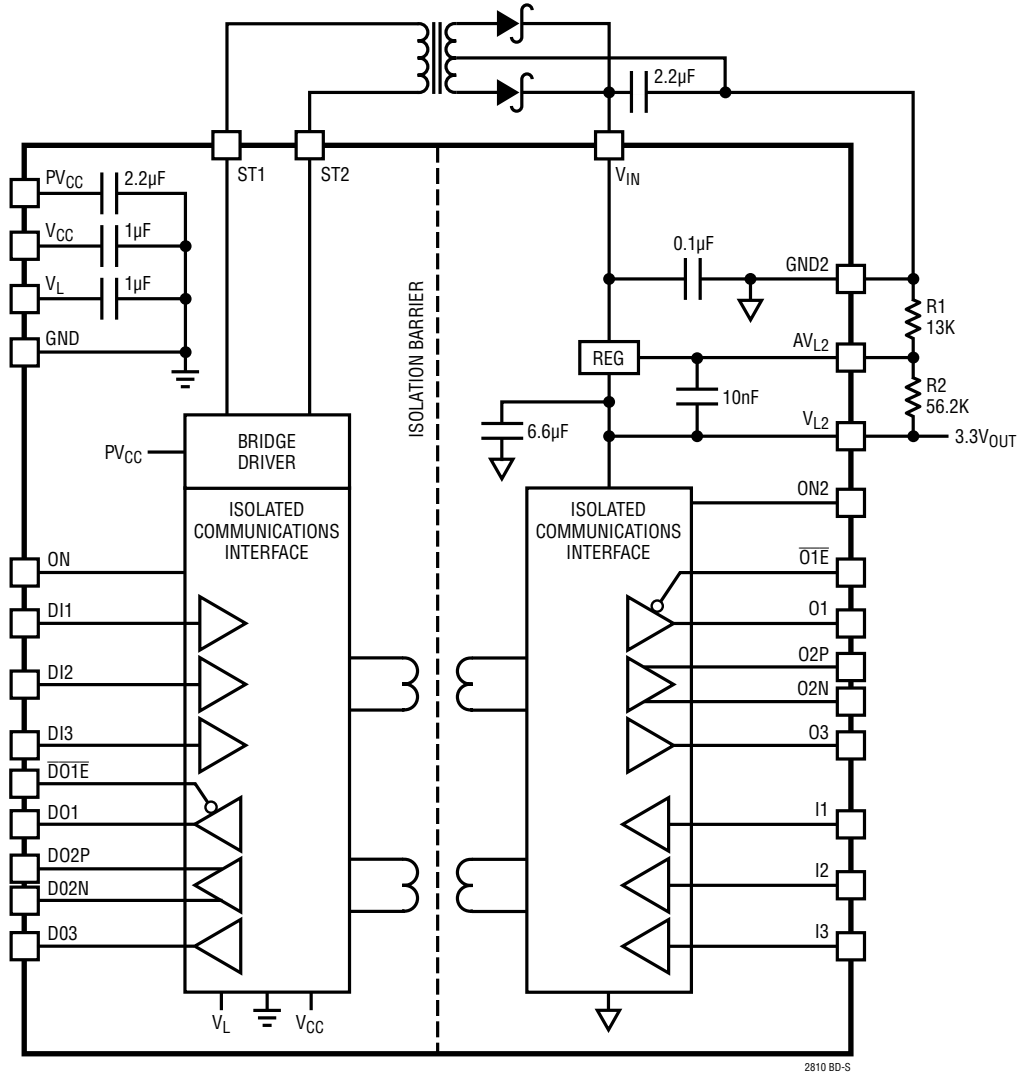 2.2µF
ST1
ST2
VIN
PVCC
2.2µF
VCC
1µF
VL
1µF
GND
ISOLATION BARRIER
0.1µF
GND2
R1
13K
REG
AVL2
10nF
R2
56.2K
6.6µF
VL2
3.3VOUT
PVCC
BRIDGE
DRIVER
ISOLATED
COMMUNICATIONS
INTERFACE
ISOLATED
COMMUNICATIONS
INTERFACE
ON
DI1
DI2
DI3
DO1E
DO1
DO2P
DO2N
DO3
ON2
O1E
O1
O2P
O2N
O3
I1
I2
I3
VL
VCC
2810 BD-S